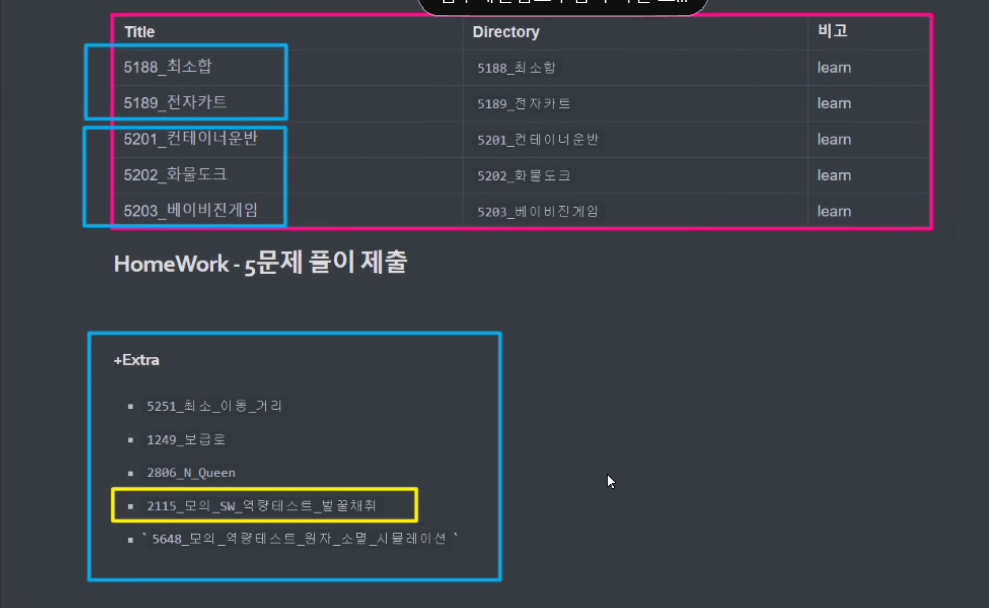 Title Directory 비고
5188_최소합 5188_최소합 learn
5189_전자카트 5189_전자카트 learn
5201_컨테이너운반 5201_컨테이너운반 learn
5202_화물도크 5202_화물도크 learn
5203_베이비진게임 5203_베이비진게임 learn
HomeWork - 5문제 풀이 제출
+Extra
5251_최소_이동_거리
1249_보급로
2806_N_Queen
2115_모의_SW_역량테스트_벌꿀채취
` 5648_모의_역량테스트_원자_소멸_시뮬레이션 `